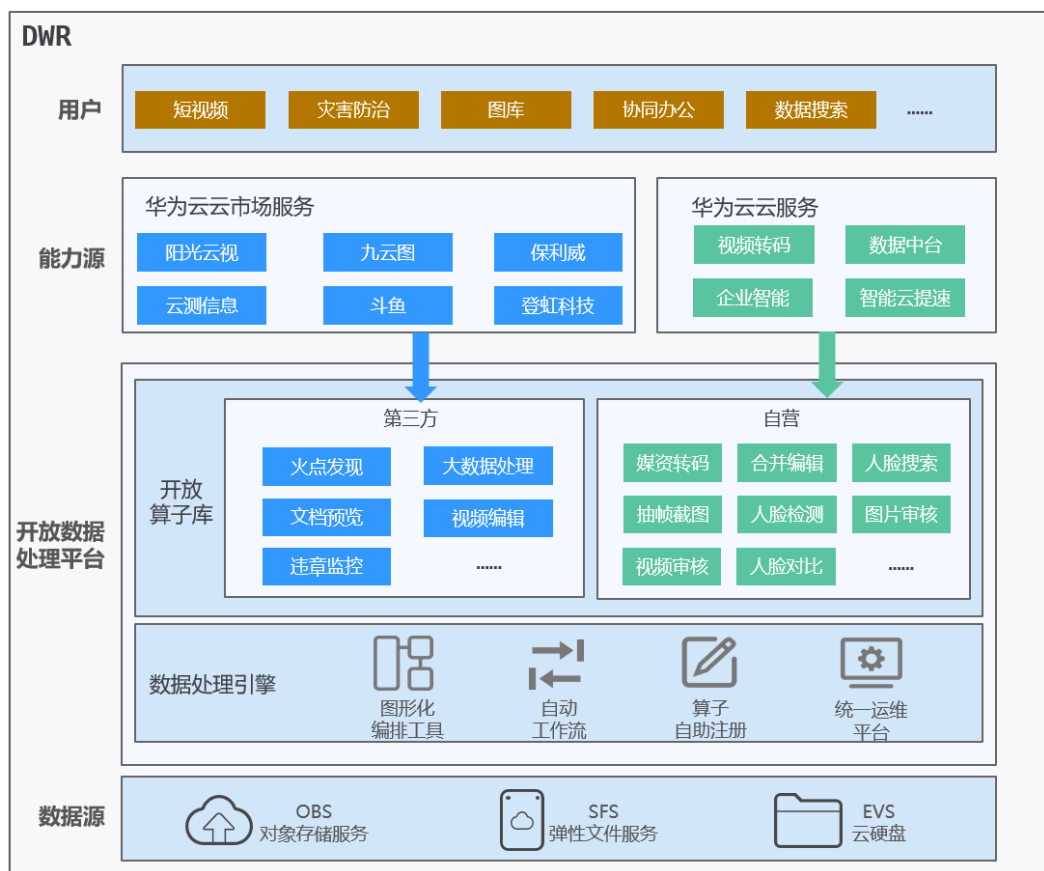 DWR
用户
短视频
灾害防治
图库
协同办公
数据搜索
......
能力源
华为云云市场服务
阳光云视
九云图
保利威
云测信息
斗鱼
登虹科技
华为云云服务
视频转码
数据中台
企业智能
智能云提速
开放数据
处理平台
开放
算子库
第三方
火点发现
大数据处理
文档预览
视频编辑
违章监控
......
自营
媒资转码
合并编辑
人脸搜索
抽帧截图
人脸检测
图片审核
视频审核
人脸对比
......
数据处理引擎
图形化
编排工具
自动
工作流
算子
自助注册
统一运维
平台
数据源
OBS
对象存储服务
SFS
弹性文件服务
EVS
云硬盘